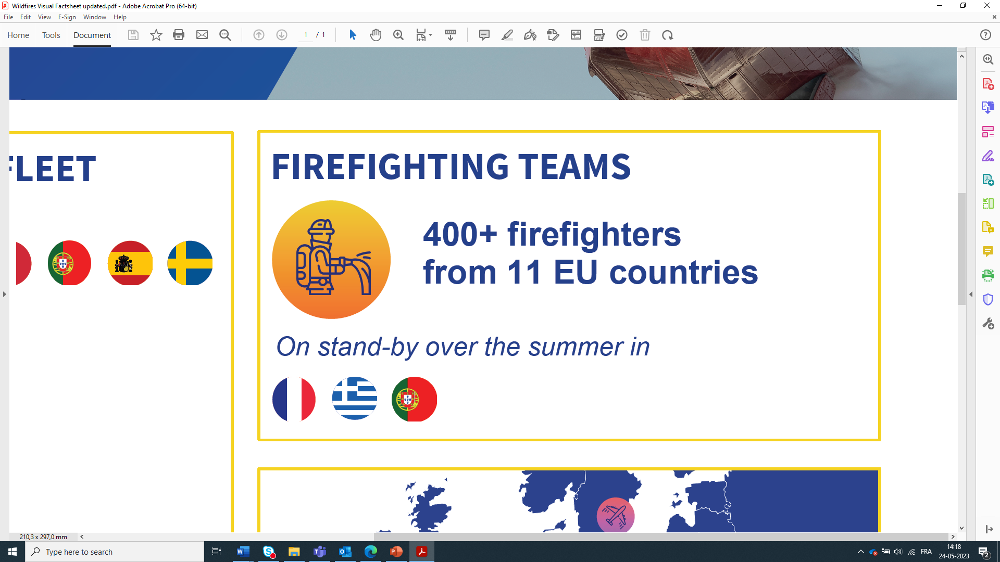 Wildfires Visual Factsheet updated.pdf - Adobe Acrobat Pro (64-bit)
File Edit View E-Sign Window Help
Home Tools Document 1 / 1
FLEET
FIREFIGHTING TEAMS
400+ firefighters
from 11 EU countries
On stand-by over the summer in
210,3 x 297,0 mm
Type here to search
FRA
14:18
24-05-2023
2